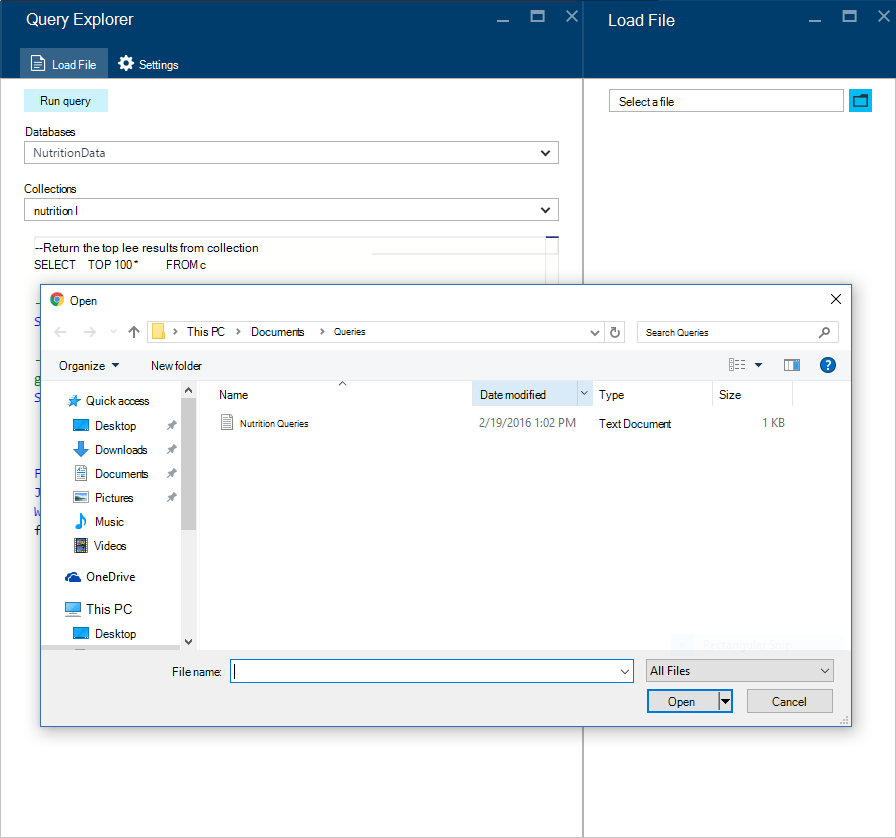 Query Explorer
Load File
Load File
Settings
Run query
Select a file
Databases
NutritionData
Collections
nutrition l
--Return the top lee results from collection
SELECT TOP 100 * FROM c
Open
This PC
Documents
Queries
Search Queries
Organize
New folder
Name
Date modified
Type
Size
Nutrition Queries
2/19/2016 1:02 PM
Text Document
1 KB
Quick access
Desktop
Downloads
Documents
Pictures
Music
Videos
OneDrive
This PC
Desktop
File name:
All Files
Open
Cancel